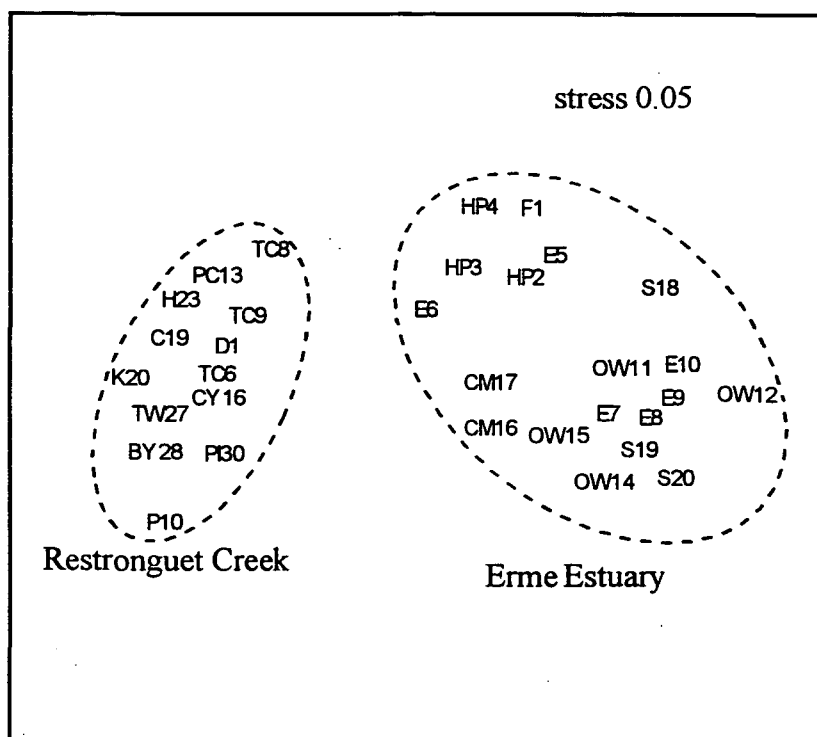 stress 0.05
HP4 F1
TC8
E5
PC13
HP3
HP2
H23
S18
E6
TC9
C19
D1
OW11
E10
K20
TC6
CM17
CY16
E9
OW12
TW27
E7
E8
CM16
OW15
BY28
PI30
S19
OW14
S20
P10
Restronguet Creek
Erme Estuary